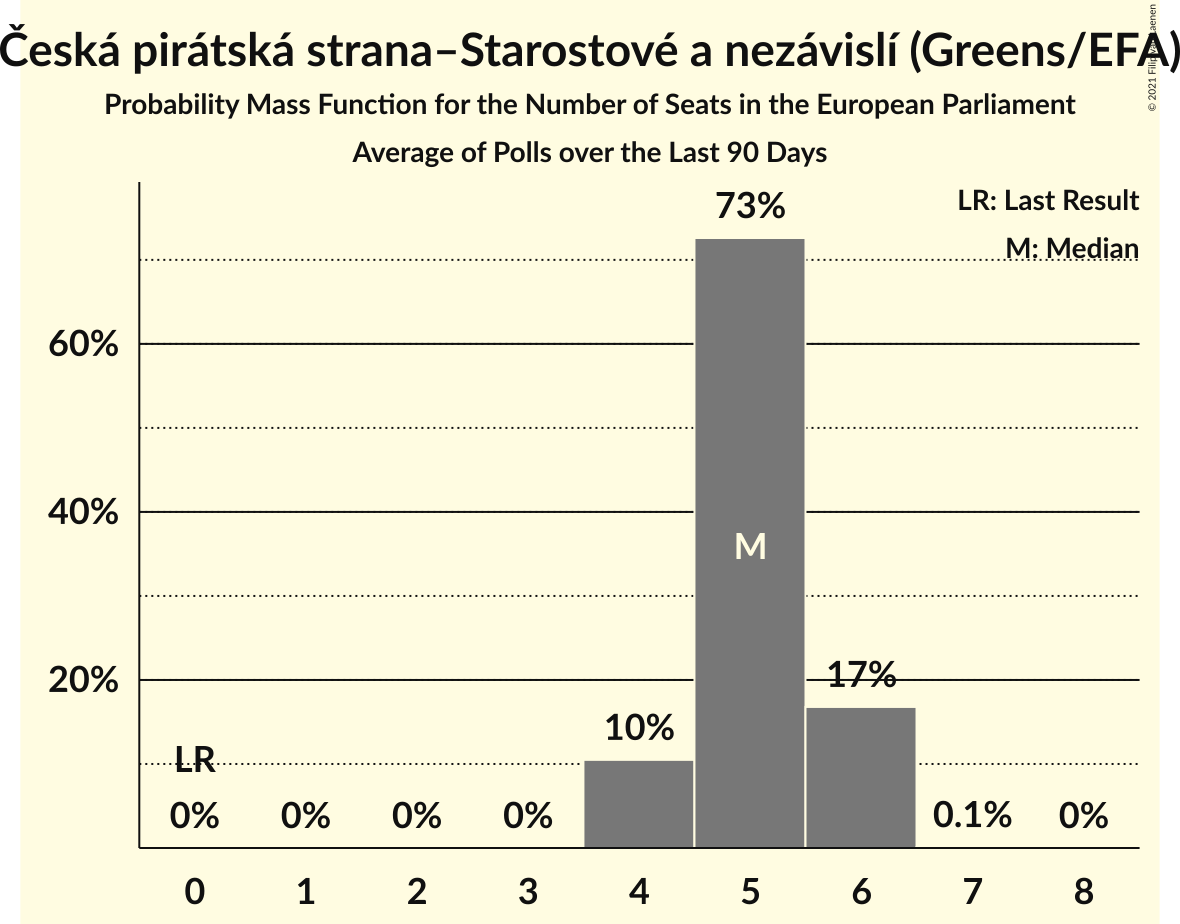 Česká pirátská strana–Starostové a nezávislí (Greens/EFA)
Probability Mass Function for the Number of Seats in the European Parliament
Average of Polls over the Last 90 Days
LR: Last Result
M: Median
73%
60%
40%
M
20%
17%
10%
LR
0% 0% 0% 0% 0.1% 0%
0 1 2 3 4 5 6 7 8
© 2021 Filip